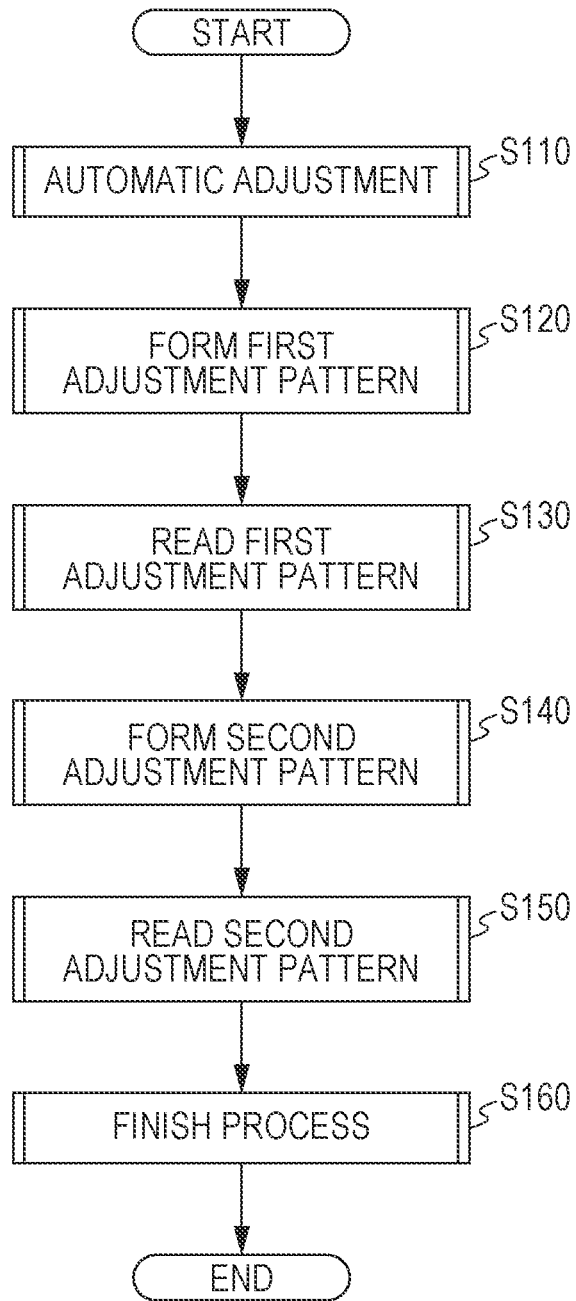 START
S110
AUTOMATIC ADJUSTMENT
S120
FORM FIRST
ADJUSTMENT PATTERN
S130
READ FIRST
ADJUSTMENT PATTERN
S140
FORM SECOND
ADJUSTMENT PATTERN
S150
READ SECOND
ADJUSTMENT PATTERN
S160
FINISH PROCESS
END